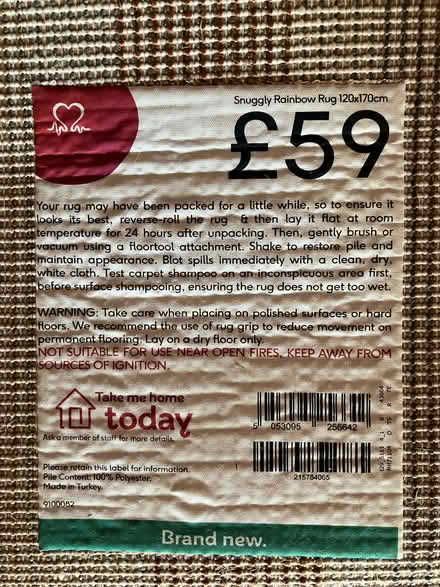 Snuggly Rainbow Rug 120x170cm
£59
Your rug may have been packed for a little while, so to ensure it
looks its best, reverse-roll the rug & then lay it flat at room
temperature for 24 hours after unpacking. Then, gently brush or
vacuum using a floortool attachment. Shake to restore pile and
maintain appearance. Blot spills immediately with a clean, dry,
white cloth. Test carpet shampoo on an inconspicuous area first,
before surface shampooing, ensuring the rug does not get too wet.
WARNING: Take care when placing on polished surfaces or hard
floors. We recommend the use of rug grip to reduce movement on
permanent flooring. Lay on a dry floor only.
NOT SUITABLE FOR USE NEAR OPEN FIRES, KEEP AWAY FROM
SOURCES OF IGNITION.
Take me home
today
Ask a member of staff for more details.
5 053095 256642
215784065
Please retain this label for information.
Pile Content: 100% Polyester.
Made in Turkey.
9100082
Brand new.